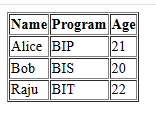 Name Program Age
Alice BIP 21
Bob BIS 20
Raju BIT 22